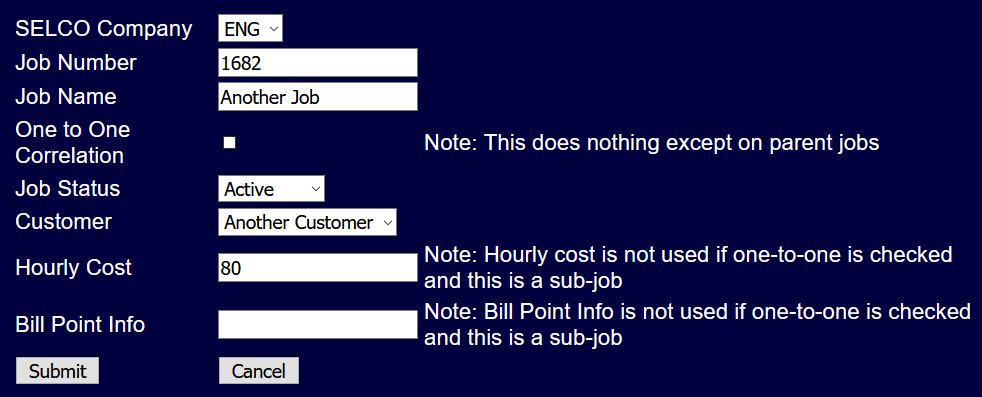 SELCO Company ENG
Job Number 1682
Job Name Another Job
One to One
Correlation
Note: This does nothing except on parent jobs
Job Status Active
Customer Another Customer
Hourly Cost 80
Note: Hourly cost is not used if one-to-one is checked
and this is a sub-job
Bill Point Info
Note: Bill Point Info is not used if one-to-one is checked
and this is a sub-job
Submit Cancel